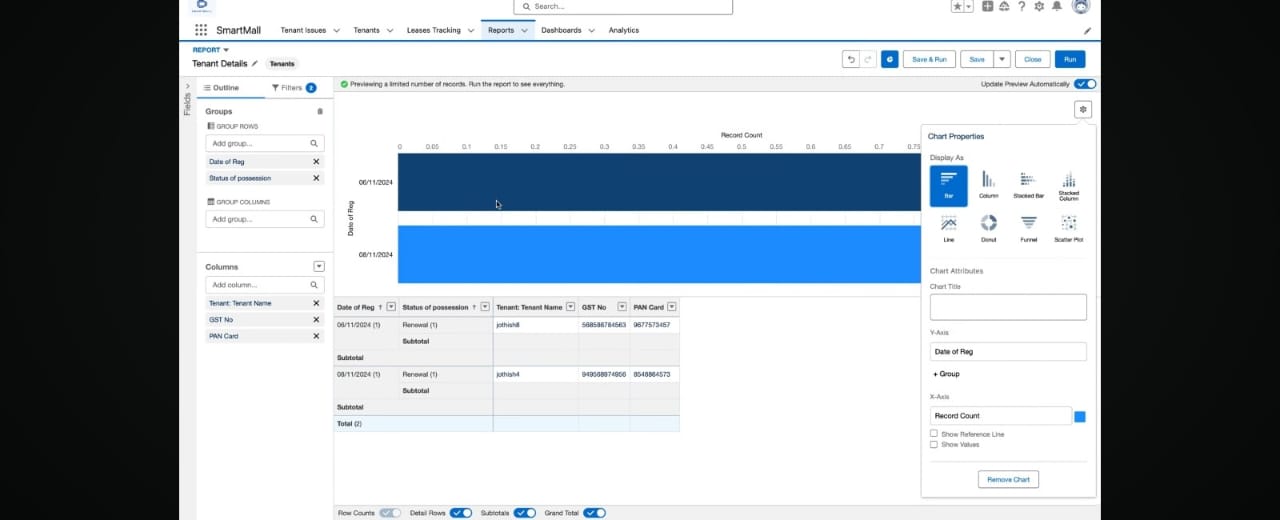 Search...
SmartMall
Tenant Issues
Tenants
Leases Tracking
Reports
Dashboards
Analytics
REPORT
Tenant Details
Tenants
Save & Run
Save
Close
Run
Fields
Outline
Filters 2
Previewing a limited number of records. Run the report to see everything.
Update Preview Automatically
Groups
GROUP ROWS
Add group...
Date of Reg
Status of possession
GROUP COLUMNS
Add group...
Columns
Add column...
Tenant: Tenant Name
GST No
PAN Card
Record Count
0 0.05 0.1 0.15 0.2 0.25 0.3 0.35 0.4 0.45 0.5 0.55 0.6 0.65 0.7 0.75
Date of Reg
06/11/2024
08/11/2024
Date of Reg ↑ Status of possession ↑ Tenant: Tenant Name GST No PAN Card
06/11/2024 (1) Renewal (1) jothish8 568586784563 9677573457
Subtotal
Subtotal
08/11/2024 (1) Renewal (1) jothish4 949568974956 8548864573
Subtotal
Subtotal
Total (2)
Row Counts Detail Rows Subtotals Grand Total
Chart Properties
Display As
Bar Column Stacked Bar Stacked Column
Line Donut Funnel Scatter Plot
Chart Attributes
Chart Title
Y-Axis
Date of Reg
+ Group
X-Axis
Record Count
Show Reference Line
Show Values
Remove Chart